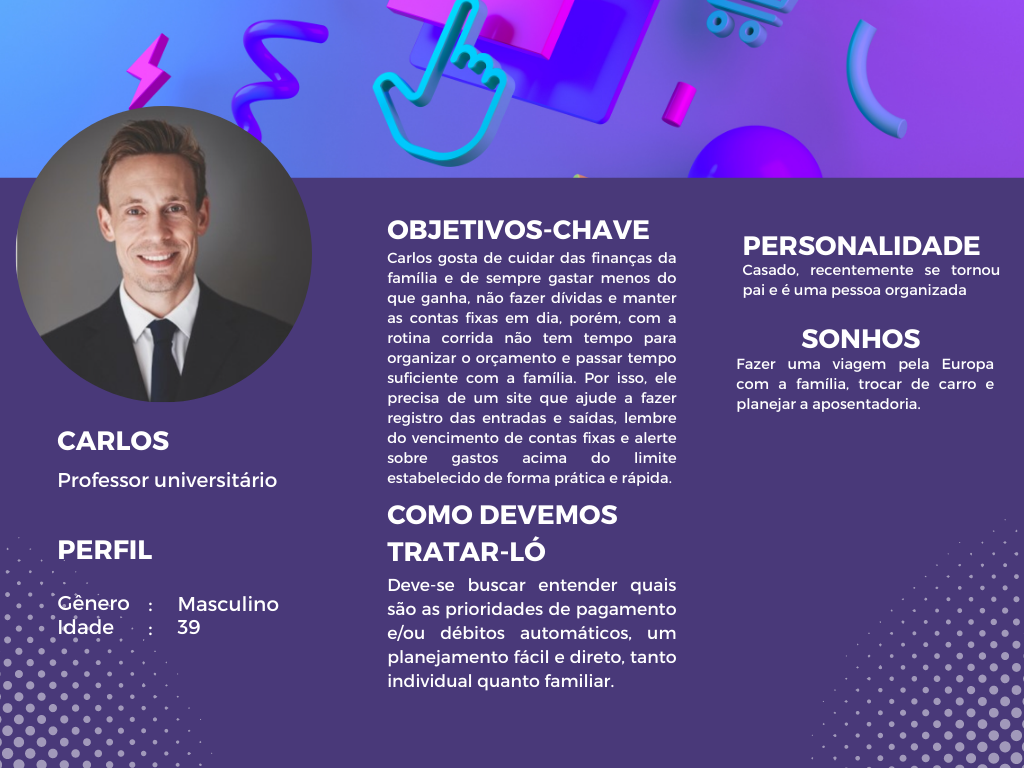 CARLOS
Professor universitário
PERFIL
Gênero : Masculino
Idade : 39
OBJETIVOS-CHAVE
Carlos gosta de cuidar das finanças da
família e de sempre gastar menos do
que ganha, não fazer dívidas e manter
as contas fixas em dia, porém, com a
rotina corrida não tem tempo para
organizar o orçamento e passar tempo
suficiente com a família. Por isso, ele
precisa de um site que ajude a fazer
registro das entradas e saídas, lembre
do vencimento de contas fixas e alerte
sobre gastos acima do limite
estabelecido de forma prática e rápida.
COMO DEVEMOS
TRATAR-LÓ
Deve-se buscar entender quais
são as prioridades de pagamento
e/ou débitos automáticos, um
planejamento fácil e direto, tanto
individual quanto familiar.
PERSONALIDADE
Casado, recentemente se tornou
pai e é uma pessoa organizada
SONHOS
Fazer uma viagem pela Europa
com a família, trocar de carro e
planejar a aposentadoria.